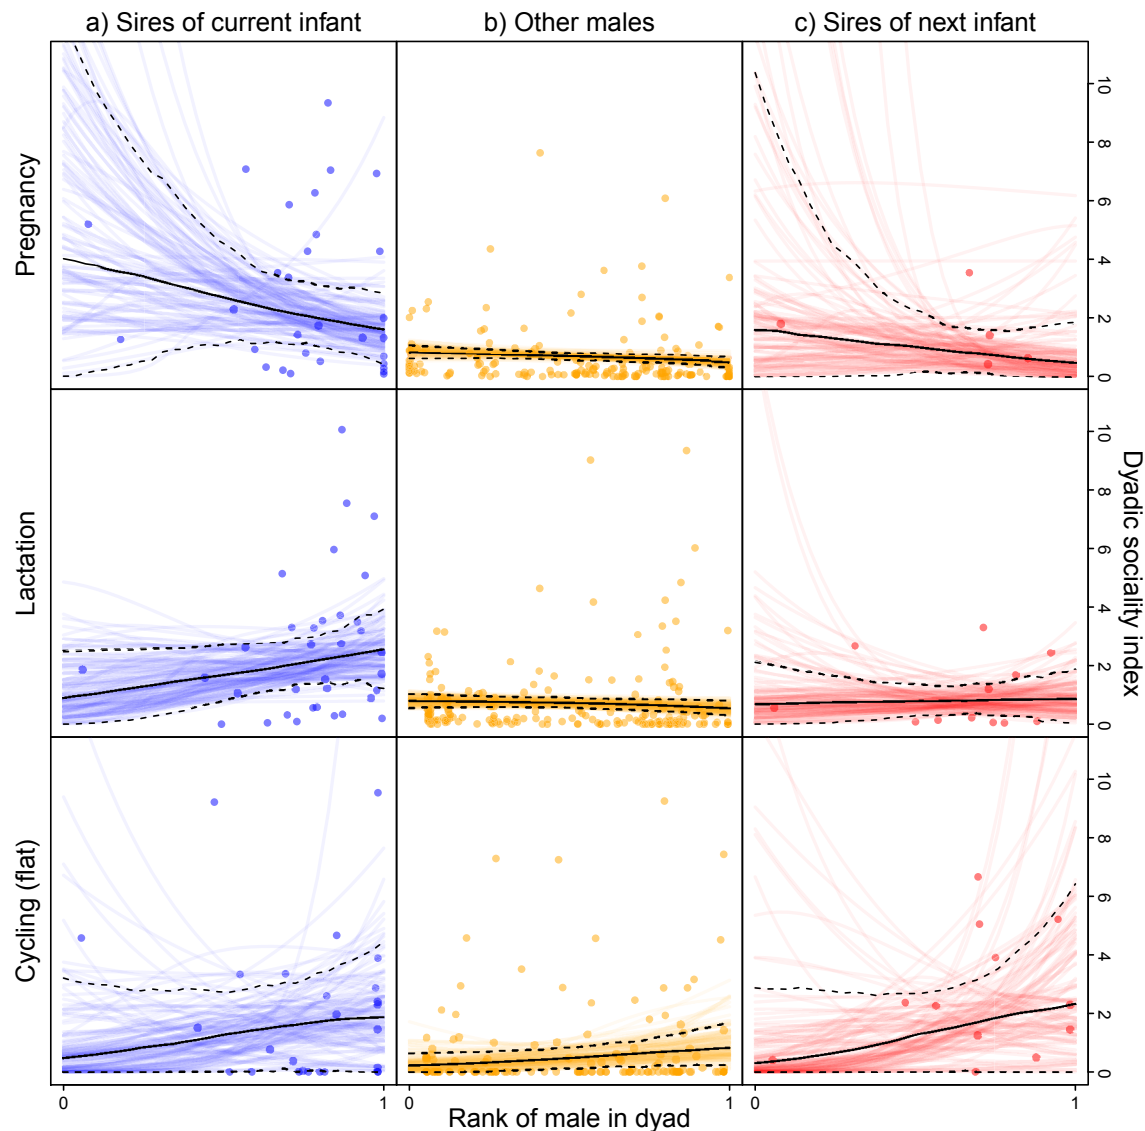 a) Sires of current infant
b) Other males
c) Sires of next infant
Pregnancy
0 2 4 6 8 10
Lactation
0 2 4 6 8 10
Dyadic sociality index
Cycling (flat)
0 2 4 6 8 10
0 1 0 1 0 1
Rank of male in dyad